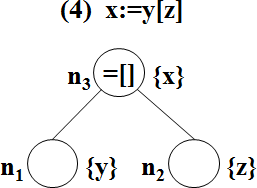 (4) x:=y[z]
n₃ =[] {x}
n₁ {y} n₂ {z}